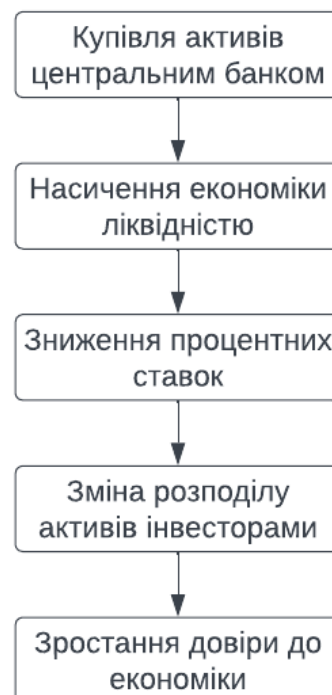 Купівля активів
центральним банком
Насичення економіки
ліквідністю
Зниження процентних
ставок
Зміна розподілу
активів інвесторами
Зростання довіри до
економіки